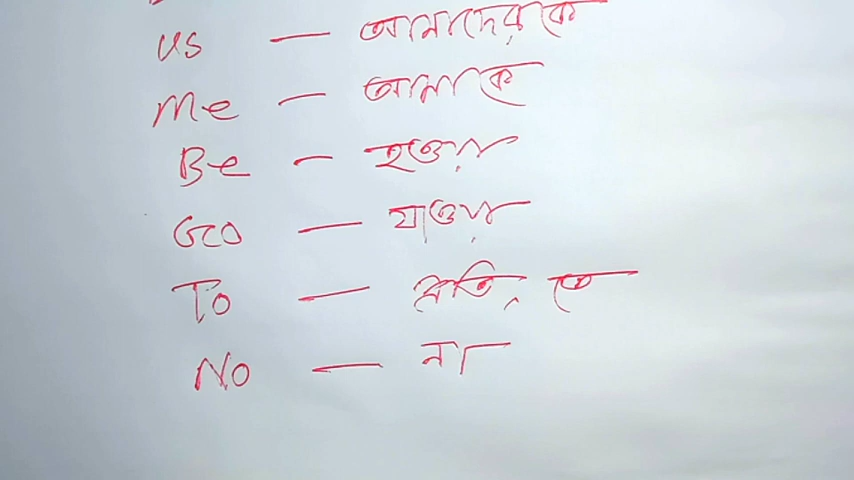 us — আমাদেরকে
Me — আমাকে
Be — হওয়া
Go — যাওয়া
To — প্রতি, তে
No — না